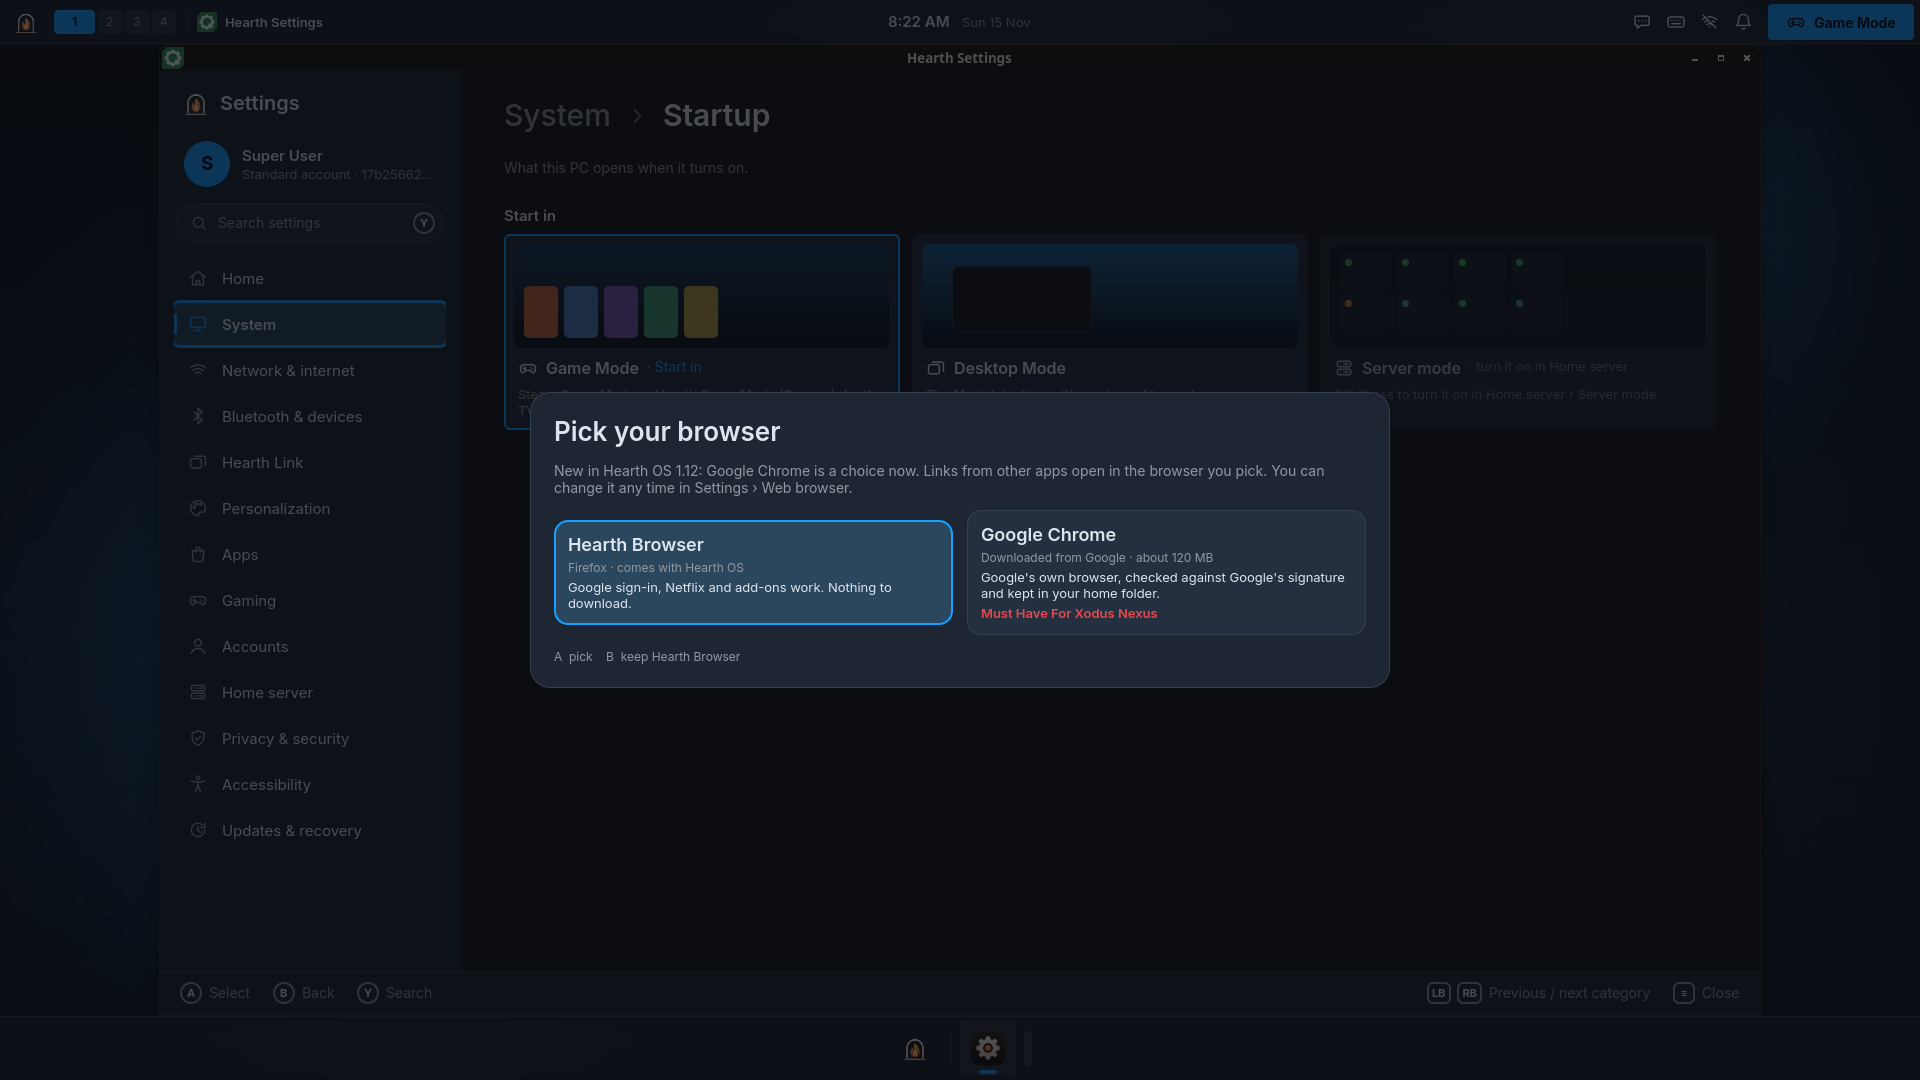 1 2 3 4 Hearth Settings
8:22 AM Sun 15 Nov
Game Mode
Hearth Settings
Settings
S
Super User
Standard account · 17b25662...
Search settings Y
Home
System
Network & internet
Bluetooth & devices
Hearth Link
Personalization
Apps
Gaming
Accounts
Home server
Privacy & security
Accessibility
Updates & recovery
System › Startup
What this PC opens when it turns on.
Start in
Game Mode · Start in
Desktop Mode
Server mode · turn it on in Home server
to turn it on in Home server › Server mode
Pick your browser
New in Hearth OS 1.12: Google Chrome is a choice now. Links from other apps open in the browser you pick. You can
change it any time in Settings › Web browser.
Hearth Browser
Firefox · comes with Hearth OS
Google sign-in, Netflix and add-ons work. Nothing to
download.
Google Chrome
Downloaded from Google · about 120 MB
Google's own browser, checked against Google's signature
and kept in your home folder.
Must Have For Xodus Nexus
A pick B keep Hearth Browser
A Select B Back Y Search
LB RB Previous / next category ≡ Close